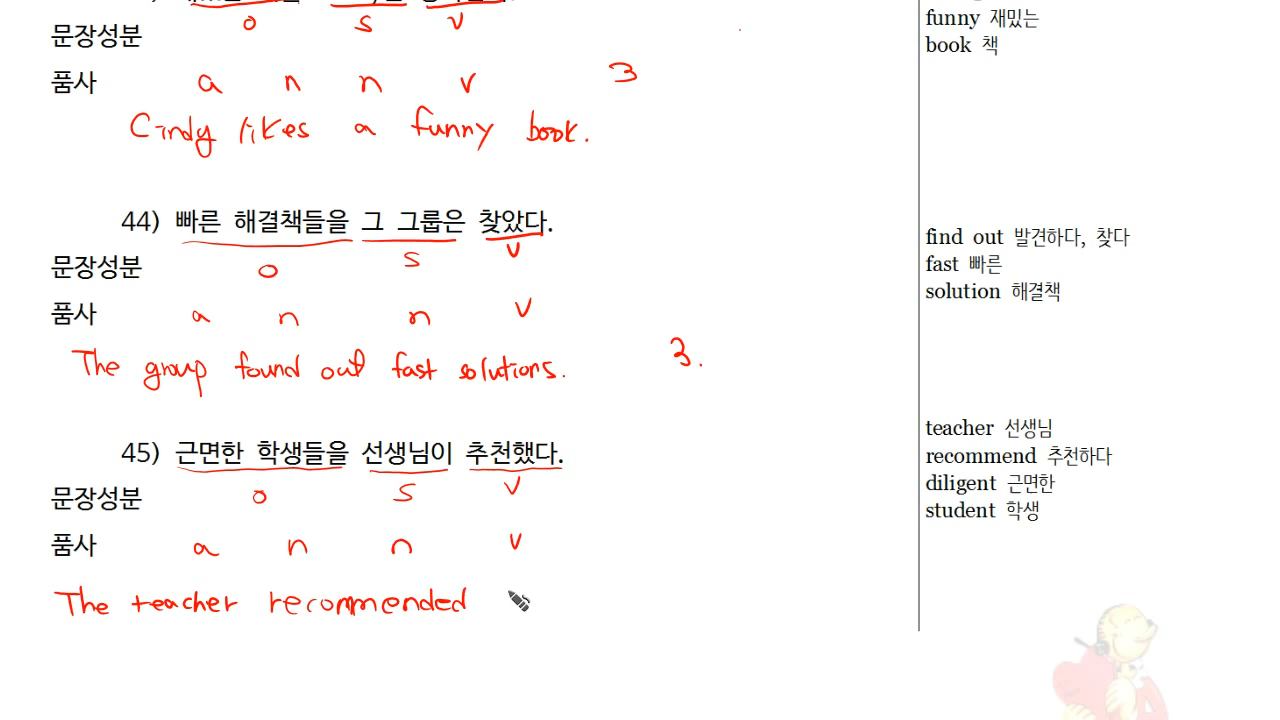 o s v
문장성분
품사 a n n v 3
Cindy likes a funny book.
44) 빠른 해결책들을 그 그룹은 찾았다.
문장성분 o s v
품사 a n n v
The group found out fast solutions. 3.
45) 근면한 학생들을 선생님이 추천했다.
문장성분 o s v
품사 a n n v
The teacher recommended
funny 재밌는
book 책
find out 발견하다, 찾다
fast 빠른
solution 해결책
teacher 선생님
recommend 추천하다
diligent 근면한
student 학생